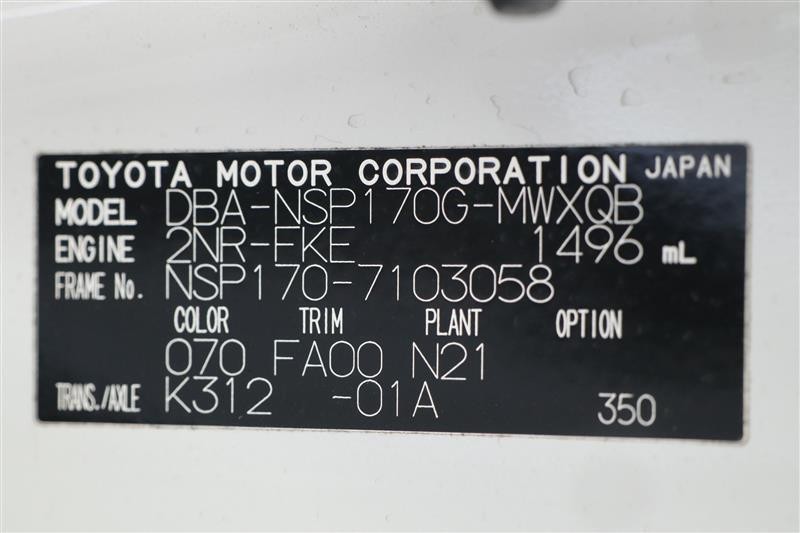 TOYOTA MOTOR CORPORATION JAPAN
MODEL DBA-NSP170G-MWXQB
ENGINE 2NR-FKE 1496 mL
FRAME No. NSP170-7103058
COLOR TRIM PLANT OPTION
070 FA00 N21
TRANS./AXLE K312 -01A 350